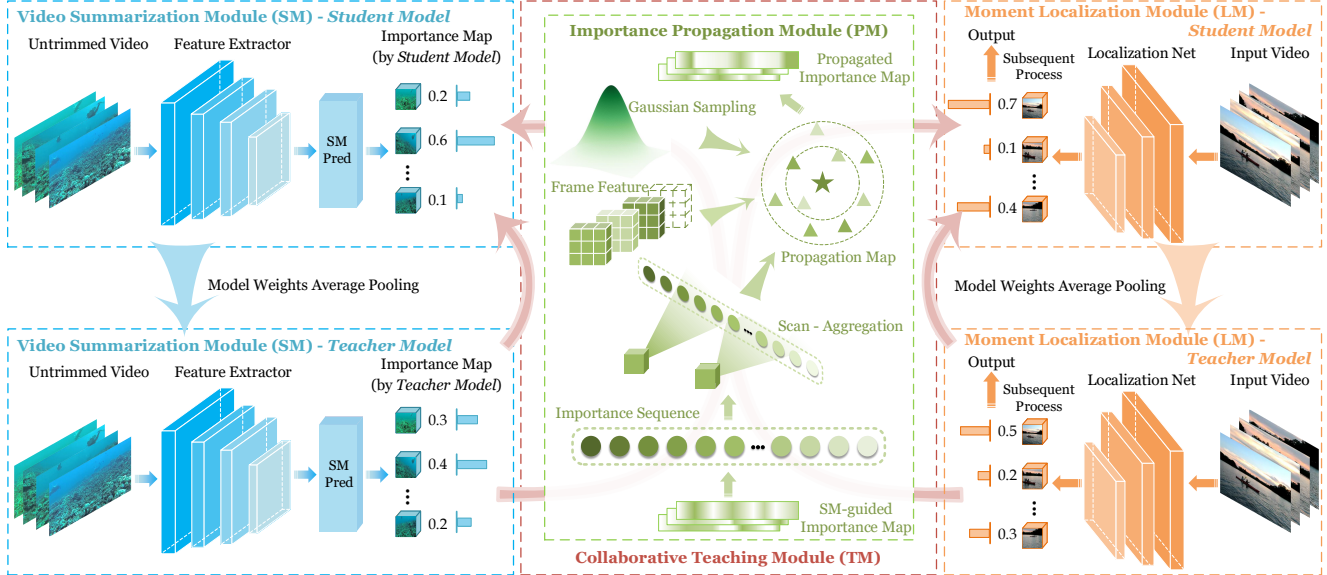 Video Summarization Module (SM) - Student Model
Untrimmed Video
Feature Extractor
Importance Map
(by Student Model)
SM
Pred
0.2
0.6
0.1
Model Weights Average Pooling
Video Summarization Module (SM) - Teacher Model
Untrimmed Video
Feature Extractor
Importance Map
(by Teacher Model)
SM
Pred
0.3
0.4
0.2
Importance Propagation Module (PM)
Propagated
Importance Map
Gaussian Sampling
Frame Feature
Propagation Map
Scan - Aggregation
Importance Sequence
SM-guided
Importance Map
Collaborative Teaching Module (TM)
Moment Localization Module (LM) -
Student Model
Output
Subsequent
Process
Localization Net
Input Video
0.7
0.1
0.4
Model Weights Average Pooling
Moment Localization Module (LM) -
Teacher Model
Output
Subsequent
Process
Localization Net
Input Video
0.5
0.2
0.3